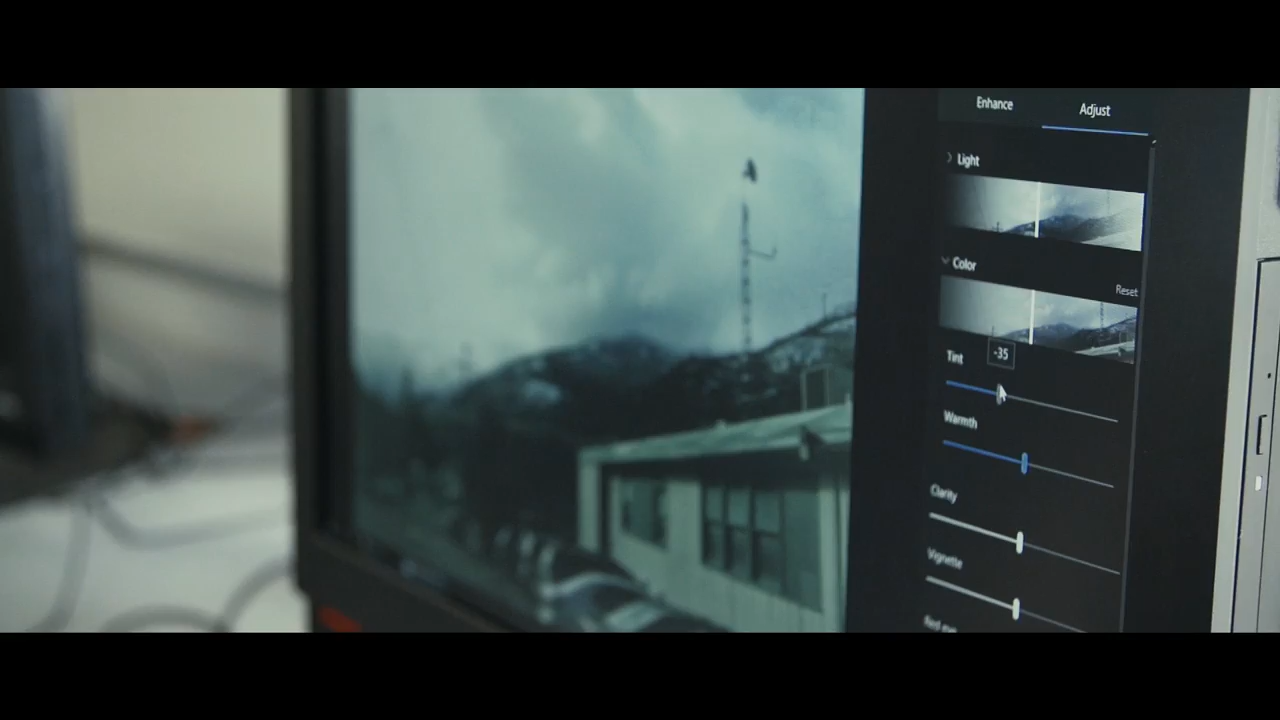 Enhance
Adjust
Light
Color
Reset
Tint
-35
Warmth
Clarity
Vignette